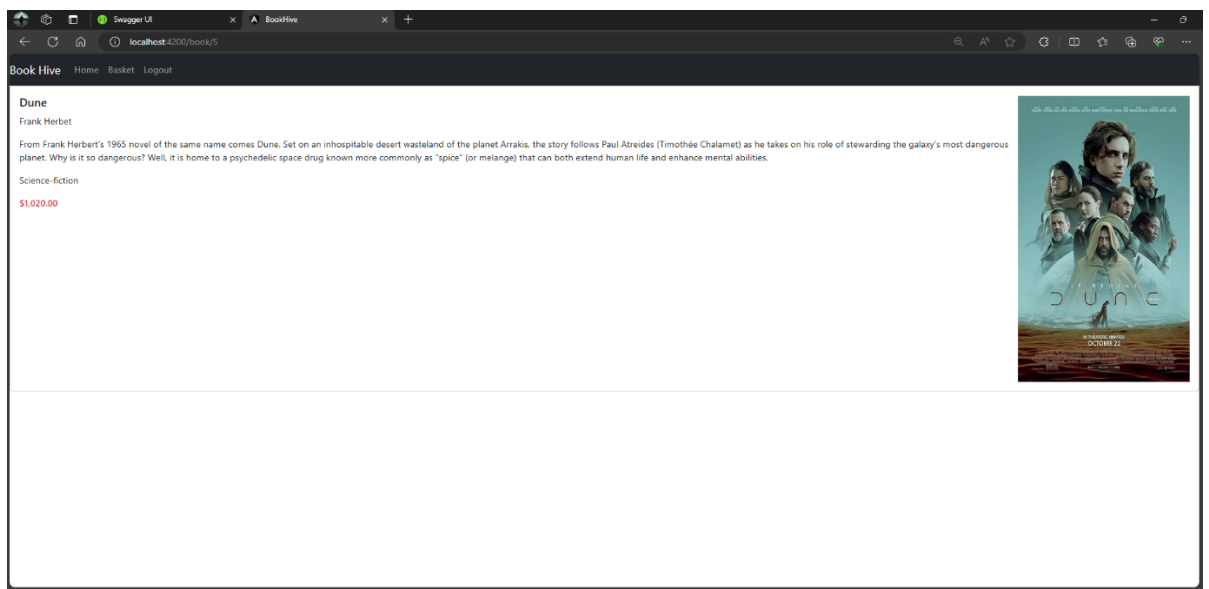 Swagger UI
BookHive
localhost:4200/book/5
Book Hive Home Basket Logout
Dune
Frank Herbet
From Frank Herbert's 1965 novel of the same name comes Dune. Set on an inhospitable desert wasteland of the planet Arrakis, the story follows Paul Atreides (Timothée Chalamet) as he takes on his role of stewarding the galaxy's most dangerous
planet. Why is it so dangerous? Well, it is home to a psychedelic space drug known more commonly as "spice" (or melange) that can both extend human life and enhance mental abilities.
Science-fiction
$1,020.00
DUNE
OCTOBER 22